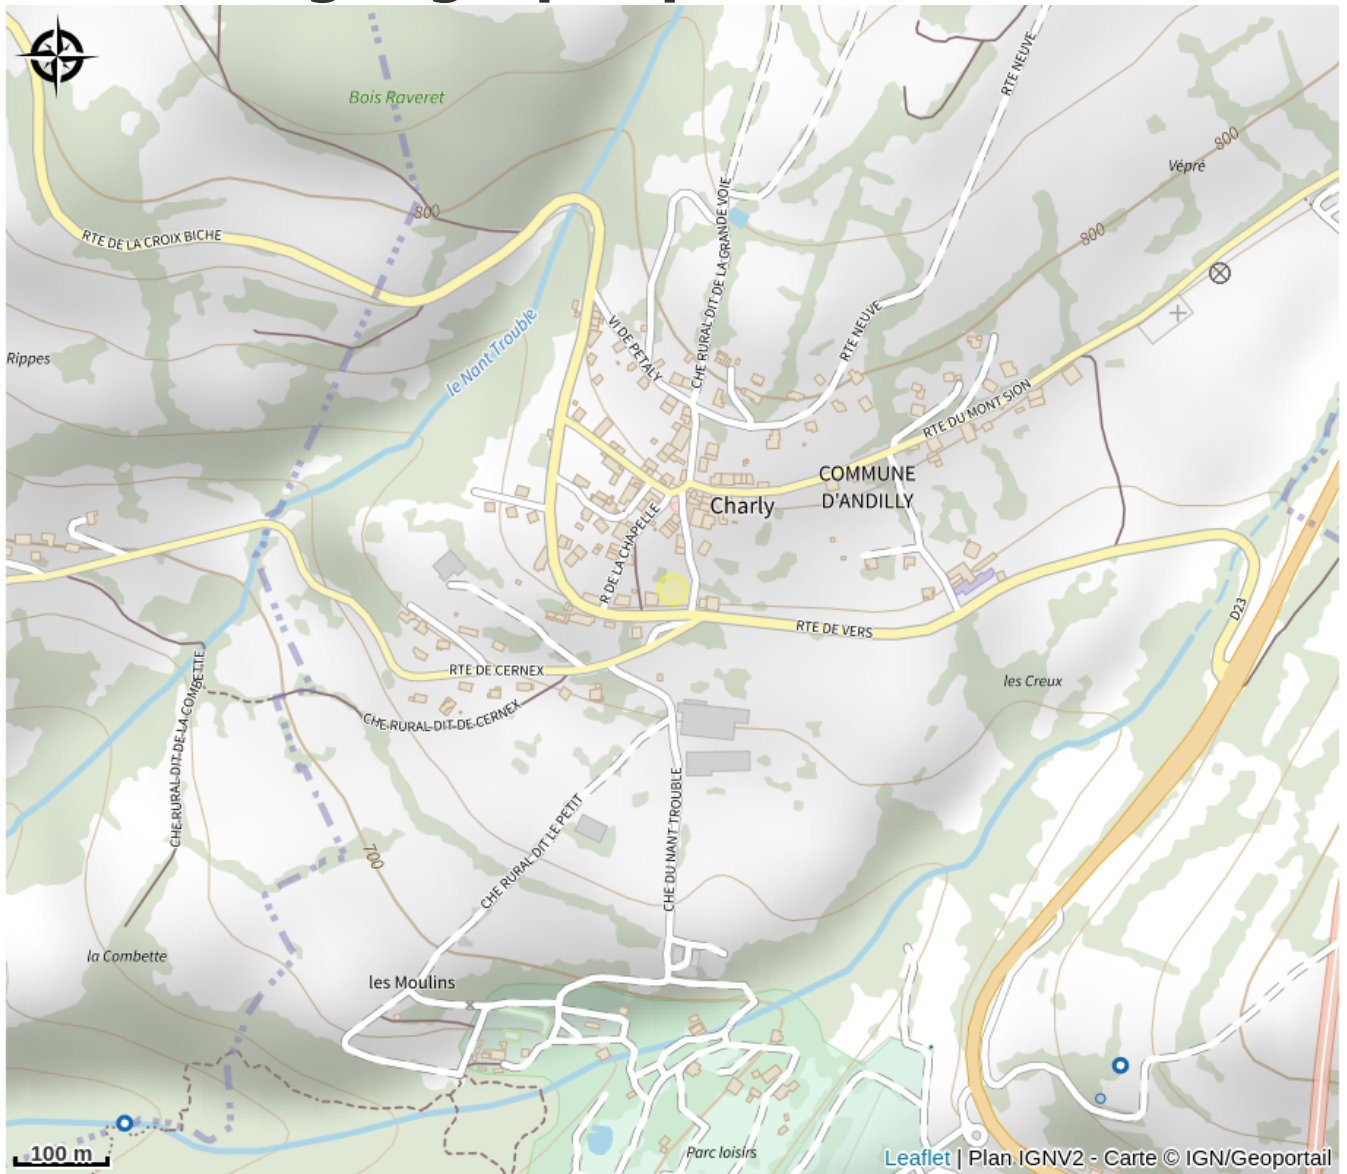 RTE NEUVE
Bois Raveret
800
Vépré
800
RTE DE LA CROIX BICHE
800
CHE RURAL DIT DE LA GRANDE VOIE
le Nant Trouble
VI DE PETALY
RTE NEUVE
Rippes
RTE DU MONT SION
COMMUNE
D'ANDILLY
Charly
R DE LA CHAPELLE
RTE DE VERS
D23
RTE DE CERNEX
les Creux
CHE RURAL DIT DE CERNEX
CHE RURAL DIT DE LA COMBETTE
CHE RURAL DIT LE PETIT
CHE DU NANT TROUBLE
700
la Combette
les Moulins
Parc loisirs
100 m
Leaflet | Plan IGNV2 - Carte © IGN/Geoportail